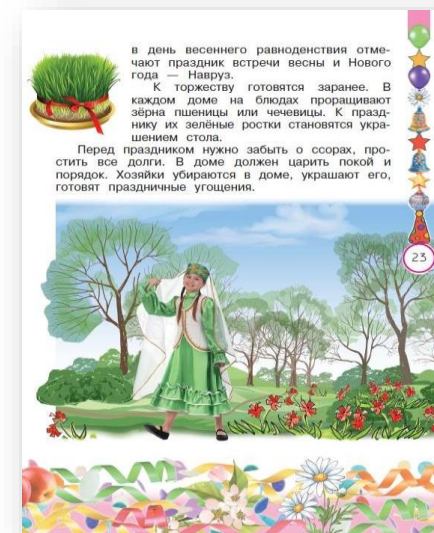 в день весеннего равноденствия отме-
чают праздник встречи весны и Нового
года — Навруз.
К торжеству готовятся заранее. В
каждом доме на блюдах проращивают
зёрна пшеницы или чечевицы. К празд-
нику их зелёные ростки становятся укра-
шением стола.
Перед праздником нужно забыть о ссорах, про-
стить все долги. В доме должен царить покой и
порядок. Хозяйки убираются в доме, украшают его,
готовят праздничные угощения.
23